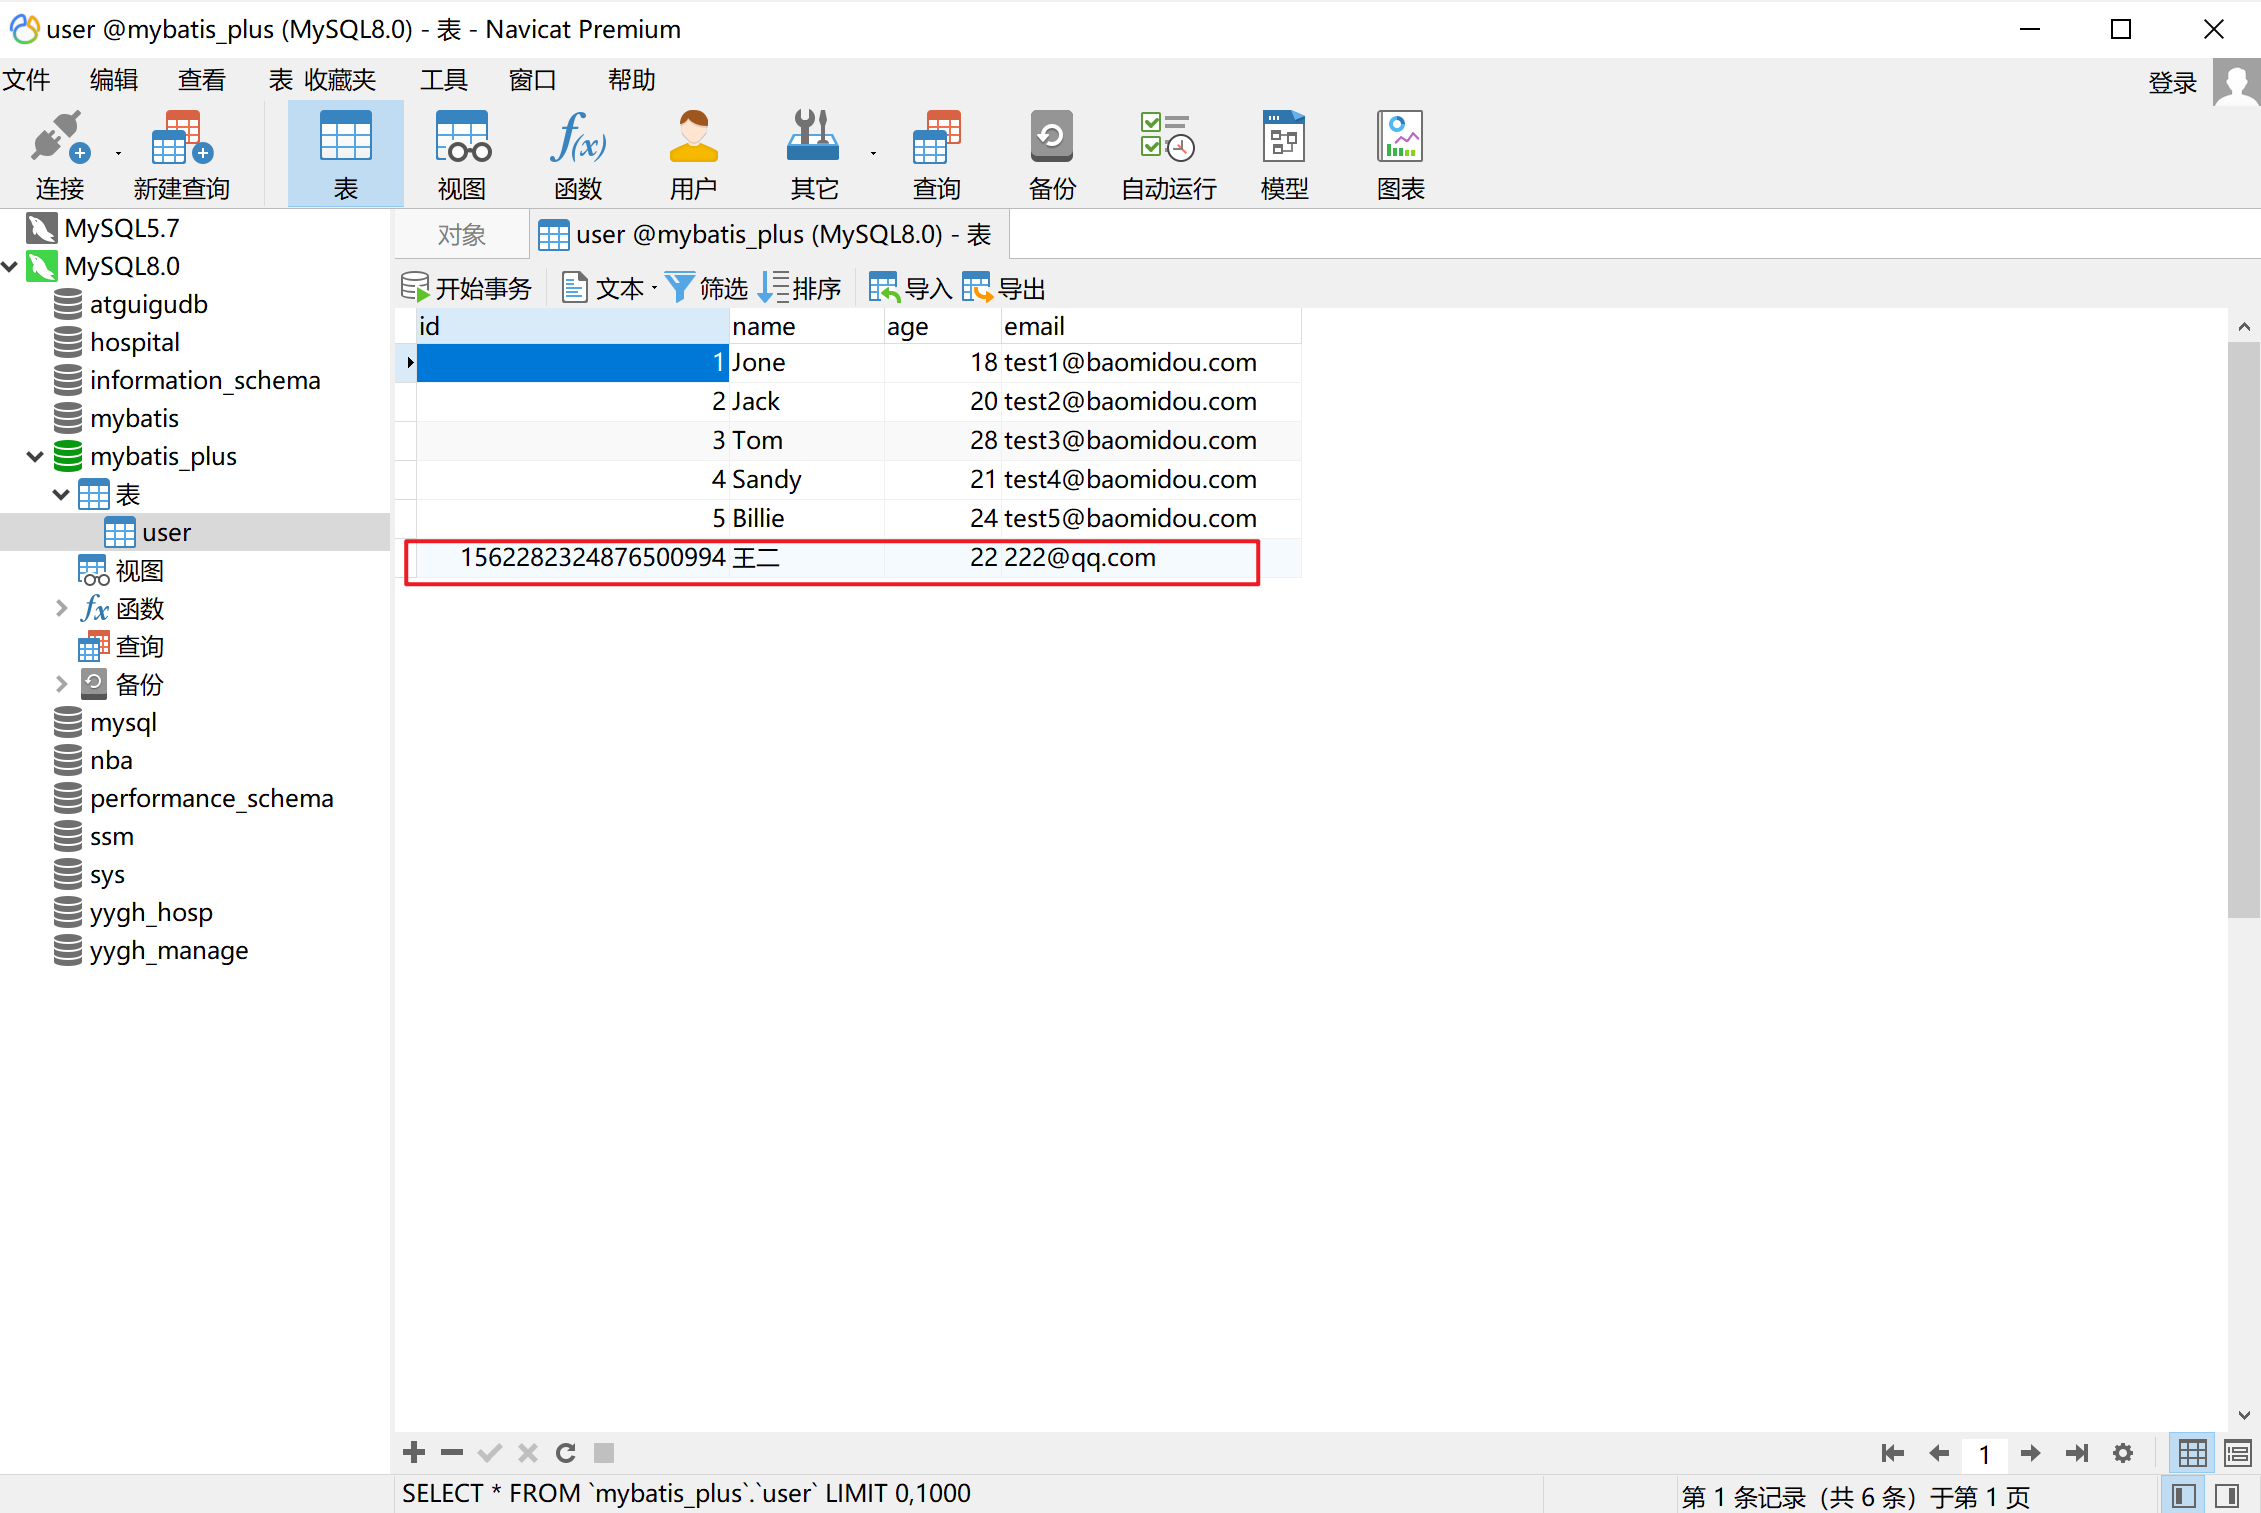 user @mybatis_plus (MySQL8.0) - 表 - Navicat Premium
文件 编辑 查看 表 收藏夹 工具 窗口 帮助 登录
连接 新建查询 表 视图 函数 用户 其它 查询 备份 自动运行 模型 图表
MySQL5.7
MySQL8.0
atguigudb
hospital
information_schema
mybatis
mybatis_plus
表
user
视图
函数
查询
备份
mysql
nba
performance_schema
ssm
sys
yygh_hosp
yygh_manage
对象 user @mybatis_plus (MySQL8.0) - 表
开始事务 文本 筛选 排序 导入 导出
id name age email
1 Jone 18 test1@baomidou.com
2 Jack 20 test2@baomidou.com
3 Tom 28 test3@baomidou.com
4 Sandy 21 test4@baomidou.com
5 Billie 24 test5@baomidou.com
1562282324876500994 王二 22 222@qq.com
1
SELECT * FROM `mybatis_plus`.`user` LIMIT 0,1000
第 1 条记录（共 6 条）于第 1 页